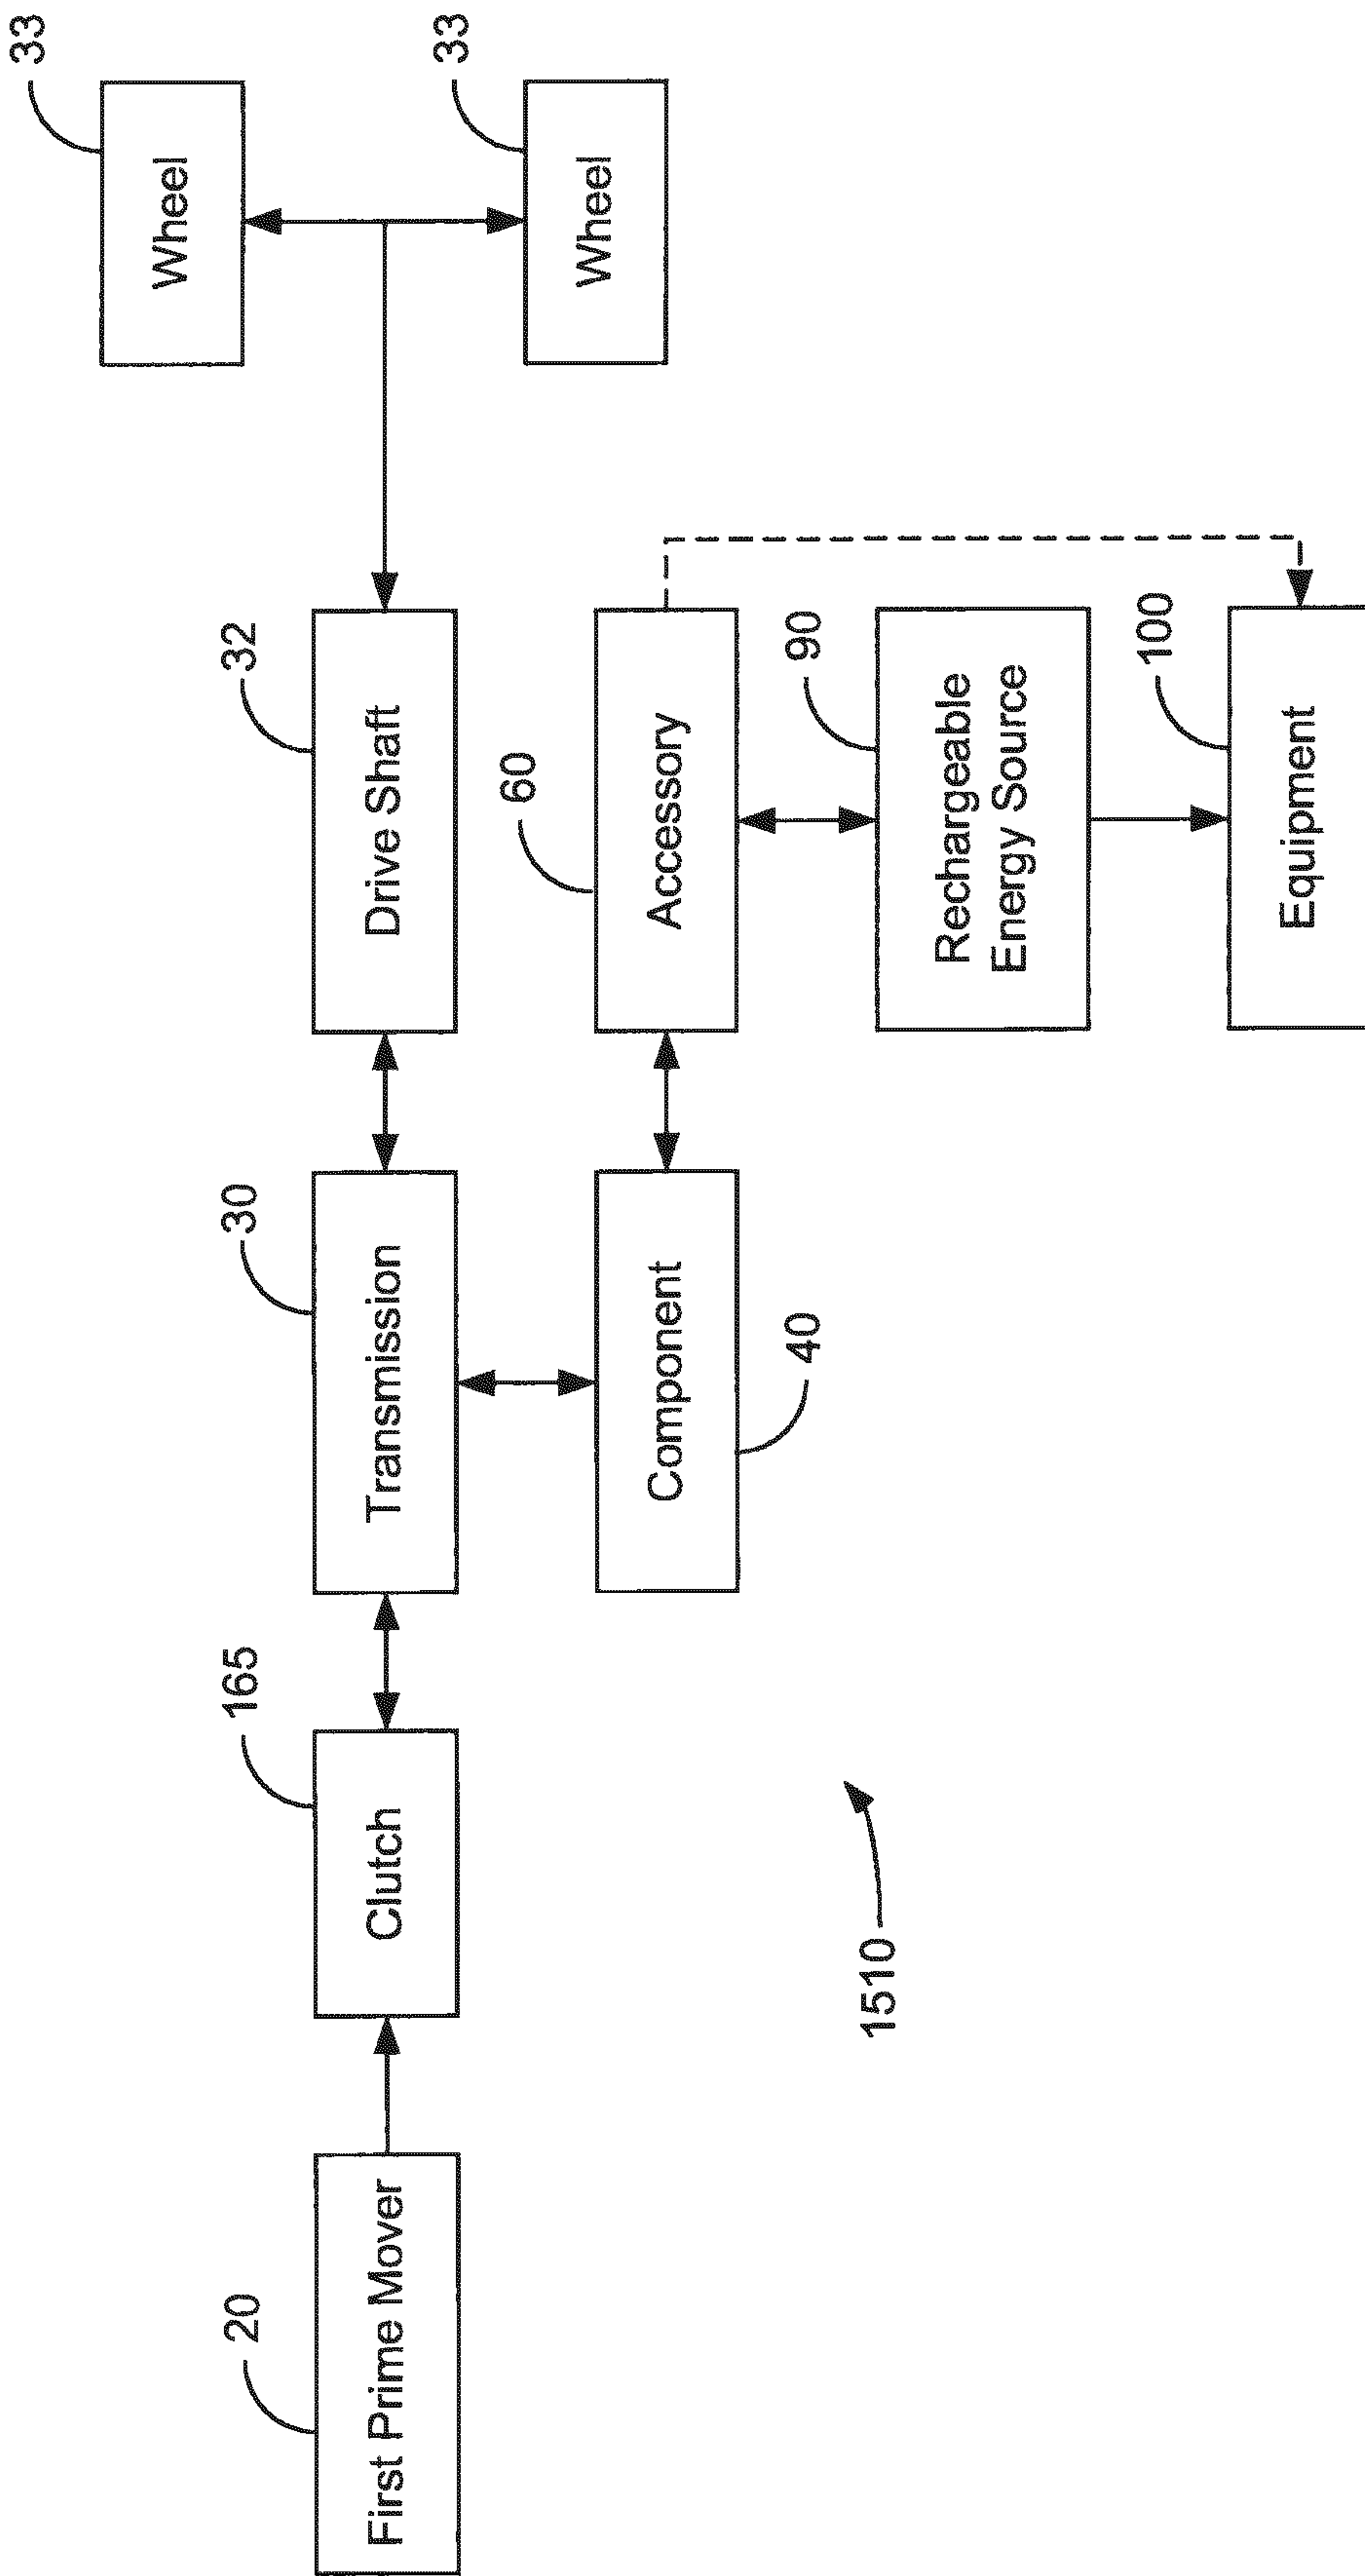 20
First Prime Mover
165
Clutch
30
Transmission
32
Drive Shaft
33
Wheel
33
Wheel
40
Component
60
Accessory
90
Rechargeable
Energy Source
100
Equipment
1510